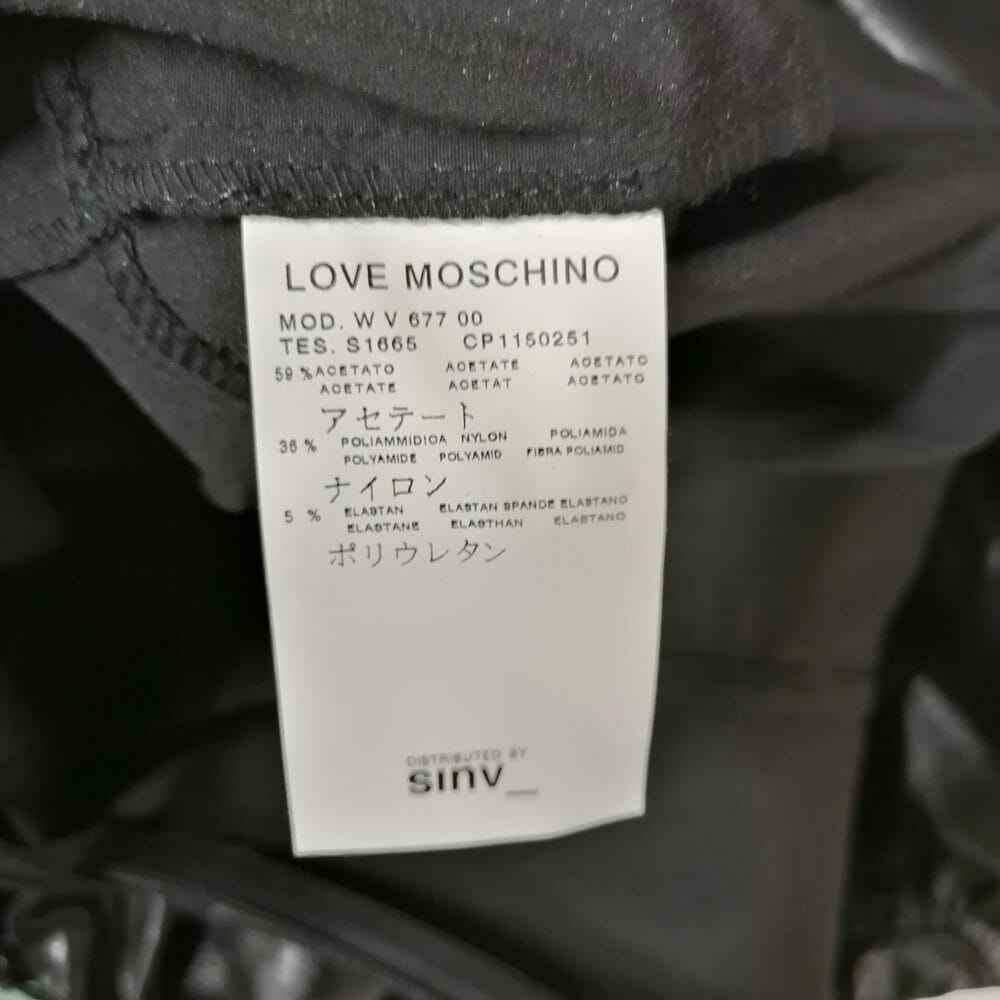 LOVE MOSCHINO
MOD. W V 677 00
TES. S1665 CP1150251
59 % ACETATO ACETATE ACETATO
ACETATE ACETAT ACETATO
アセテート
36 % POLIAMMIDICA NYLON POLIAMIDA
POLYAMIDE POLYAMID FIBRA POLIAMID
ナイロン
5 % ELASTAN ELASTAN SPANDE ELASTANO
ELASTANE ELASTHAN ELASTANO
ポリウレタン
DISTRIBUTED BY
sinv_